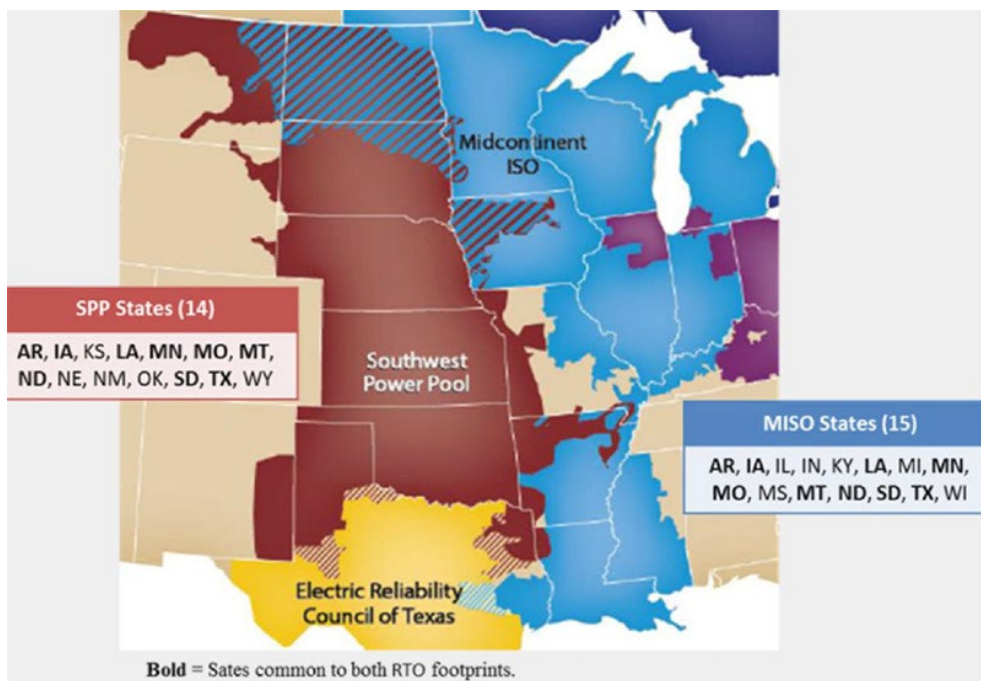 Midcontinent
ISO
SPP States (14)
AR, IA, KS, LA, MN, MO, MT,
ND, NE, NM, OK, SD, TX, WY
Southwest
Power Pool
MISO States (15)
AR, IA, IL, IN, KY, LA, MI, MN,
MO, MS, MT, ND, SD, TX, WI
Electric Reliability
Council of Texas
Bold = Sates common to both RTO footprints.